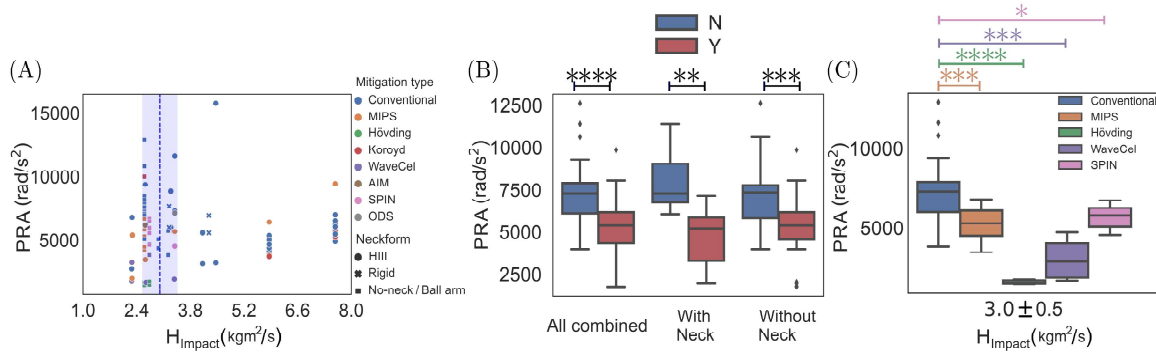 (A)
PRA (rad/s²)
15000
10000
5000
1.0 2.4 3.8 5.2 6.6 8.0
H_Impact(kgm²/s)
Mitigation type
Conventional
MIPS
Hövding
Koroyd
WaveCel
AIM
SPIN
ODS
Neckform
HIII
Rigid
No-neck / Ball arm
(B)
N
Y
**** ** ***
PRA (rad/s²)
12500
10000
7500
5000
2500
All combined
With
Neck
Without
Neck
(C)
*
***
****
***
PRA (rad/s²)
10000
5000
Conventional
MIPS
Hövding
WaveCel
SPIN
3.0 ± 0.5
H_Impact(kgm²/s)